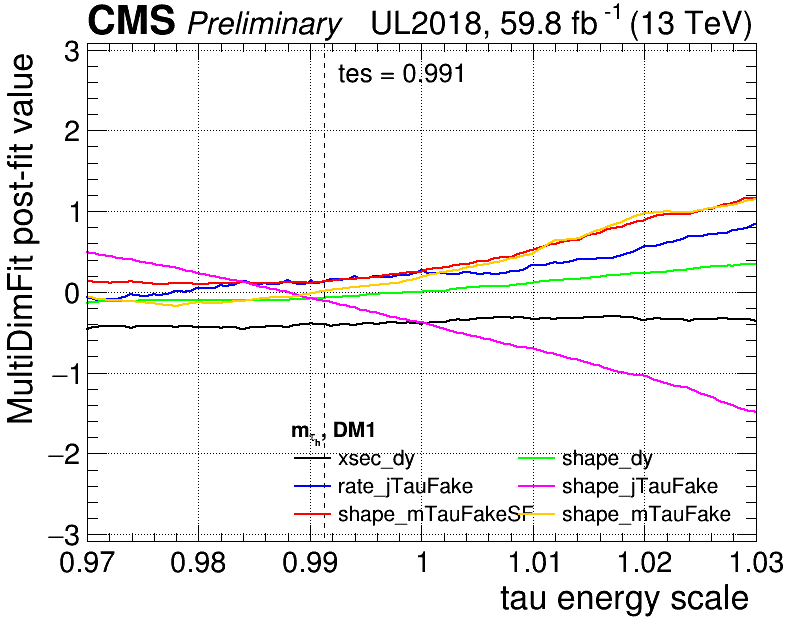 CMS Preliminary UL2018, 59.8 fb⁻¹ (13 TeV)
MultiDimFit post-fit value
3
2
1
0
−1
−2
−3
tes = 0.991
m_τ_h, DM1
xsec_dy shape_dy
rate_jTauFake shape_jTauFake
shape_mTauFakeSF shape_mTauFake
0.97 0.98 0.99 1 1.01 1.02 1.03
tau energy scale